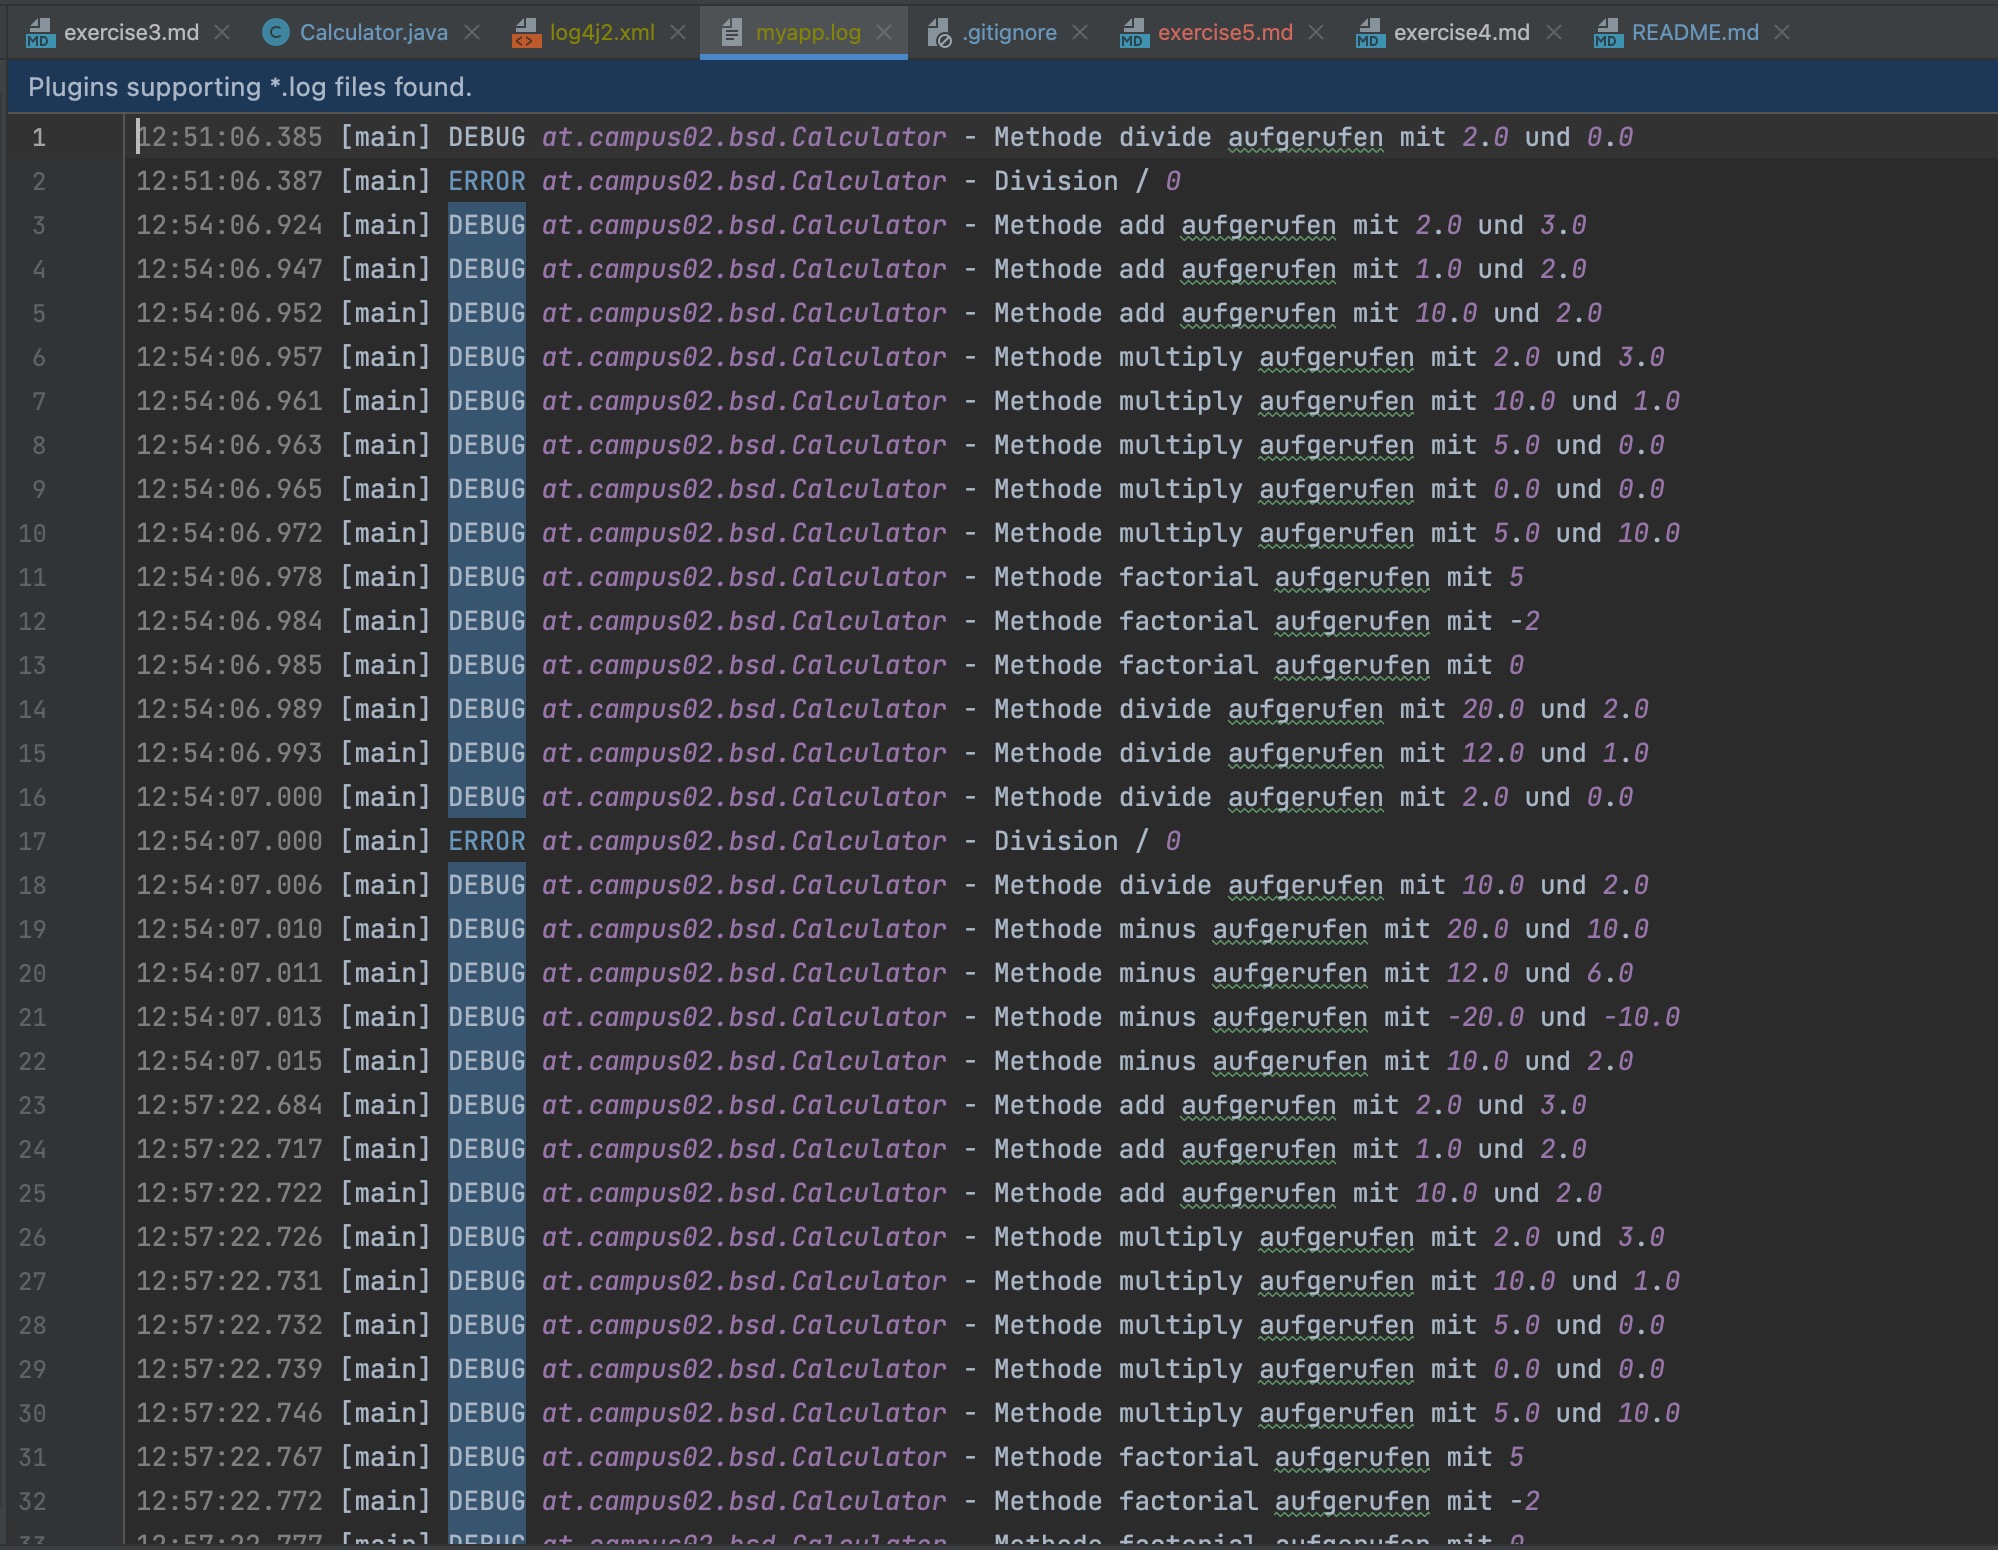 exercise3.md Calculator.java log4j2.xml myapp.log .gitignore exercise5.md exercise4.md README.md
Plugins supporting *.log files found.
1 12:51:06.385 [main] DEBUG at.campus02.bsd.Calculator - Methode divide aufgerufen mit 2.0 und 0.0
2 12:51:06.387 [main] ERROR at.campus02.bsd.Calculator - Division / 0
3 12:54:06.924 [main] DEBUG at.campus02.bsd.Calculator - Methode add aufgerufen mit 2.0 und 3.0
4 12:54:06.947 [main] DEBUG at.campus02.bsd.Calculator - Methode add aufgerufen mit 1.0 und 2.0
5 12:54:06.952 [main] DEBUG at.campus02.bsd.Calculator - Methode add aufgerufen mit 10.0 und 2.0
6 12:54:06.957 [main] DEBUG at.campus02.bsd.Calculator - Methode multiply aufgerufen mit 2.0 und 3.0
7 12:54:06.961 [main] DEBUG at.campus02.bsd.Calculator - Methode multiply aufgerufen mit 10.0 und 1.0
8 12:54:06.963 [main] DEBUG at.campus02.bsd.Calculator - Methode multiply aufgerufen mit 5.0 und 0.0
9 12:54:06.965 [main] DEBUG at.campus02.bsd.Calculator - Methode multiply aufgerufen mit 0.0 und 0.0
10 12:54:06.972 [main] DEBUG at.campus02.bsd.Calculator - Methode multiply aufgerufen mit 5.0 und 10.0
11 12:54:06.978 [main] DEBUG at.campus02.bsd.Calculator - Methode factorial aufgerufen mit 5
12 12:54:06.984 [main] DEBUG at.campus02.bsd.Calculator - Methode factorial aufgerufen mit -2
13 12:54:06.985 [main] DEBUG at.campus02.bsd.Calculator - Methode factorial aufgerufen mit 0
14 12:54:06.989 [main] DEBUG at.campus02.bsd.Calculator - Methode divide aufgerufen mit 20.0 und 2.0
15 12:54:06.993 [main] DEBUG at.campus02.bsd.Calculator - Methode divide aufgerufen mit 12.0 und 1.0
16 12:54:07.000 [main] DEBUG at.campus02.bsd.Calculator - Methode divide aufgerufen mit 2.0 und 0.0
17 12:54:07.000 [main] ERROR at.campus02.bsd.Calculator - Division / 0
18 12:54:07.006 [main] DEBUG at.campus02.bsd.Calculator - Methode divide aufgerufen mit 10.0 und 2.0
19 12:54:07.010 [main] DEBUG at.campus02.bsd.Calculator - Methode minus aufgerufen mit 20.0 und 10.0
20 12:54:07.011 [main] DEBUG at.campus02.bsd.Calculator - Methode minus aufgerufen mit 12.0 und 6.0
21 12:54:07.013 [main] DEBUG at.campus02.bsd.Calculator - Methode minus aufgerufen mit -20.0 und -10.0
22 12:54:07.015 [main] DEBUG at.campus02.bsd.Calculator - Methode minus aufgerufen mit 10.0 und 2.0
23 12:57:22.684 [main] DEBUG at.campus02.bsd.Calculator - Methode add aufgerufen mit 2.0 und 3.0
24 12:57:22.717 [main] DEBUG at.campus02.bsd.Calculator - Methode add aufgerufen mit 1.0 und 2.0
25 12:57:22.722 [main] DEBUG at.campus02.bsd.Calculator - Methode add aufgerufen mit 10.0 und 2.0
26 12:57:22.726 [main] DEBUG at.campus02.bsd.Calculator - Methode multiply aufgerufen mit 2.0 und 3.0
27 12:57:22.731 [main] DEBUG at.campus02.bsd.Calculator - Methode multiply aufgerufen mit 10.0 und 1.0
28 12:57:22.732 [main] DEBUG at.campus02.bsd.Calculator - Methode multiply aufgerufen mit 5.0 und 0.0
29 12:57:22.739 [main] DEBUG at.campus02.bsd.Calculator - Methode multiply aufgerufen mit 0.0 und 0.0
30 12:57:22.746 [main] DEBUG at.campus02.bsd.Calculator - Methode multiply aufgerufen mit 5.0 und 10.0
31 12:57:22.767 [main] DEBUG at.campus02.bsd.Calculator - Methode factorial aufgerufen mit 5
32 12:57:22.772 [main] DEBUG at.campus02.bsd.Calculator - Methode factorial aufgerufen mit -2
33 12:57:22.777 [main] DEBUG at.campus02.bsd.Calculator - Methode factorial aufgerufen mit 0